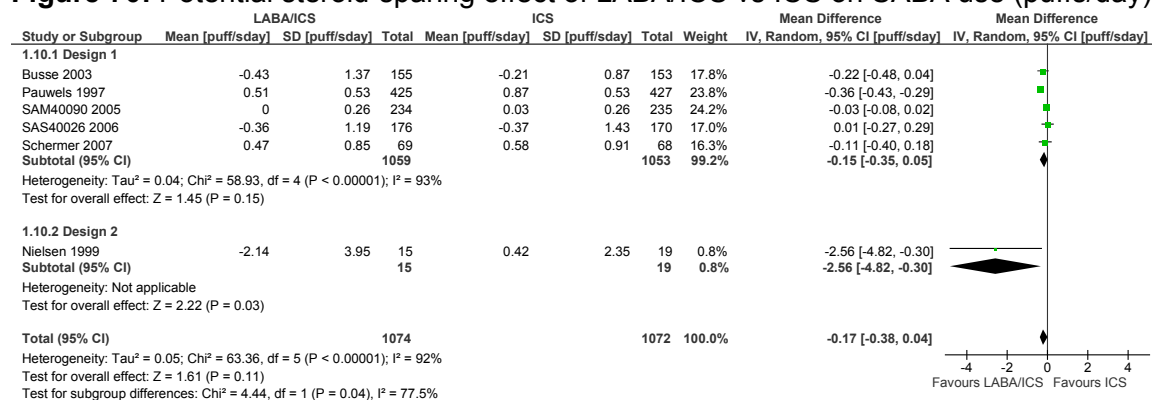 Figure 10: Potential steroid-sparing effect of LABA/ICS vs ICS on SABA use (puffs/day)
LABA/ICS ICS Mean Difference Mean Difference
Study or Subgroup Mean [puff/sday] SD [puff/sday] Total Mean [puff/sday] SD [puff/sday] Total Weight IV, Random, 95% CI [puff/sday] IV, Random, 95% CI [puff/sday]
1.10.1 Design 1
Busse 2003 -0.43 1.37 155 -0.21 0.87 153 17.8% -0.22 [-0.48, 0.04]
Pauwels 1997 0.51 0.53 425 0.87 0.53 427 23.8% -0.36 [-0.43, -0.29]
SAM40090 2005 0 0.26 234 0.03 0.26 235 24.2% -0.03 [-0.08, 0.02]
SAS40026 2006 -0.36 1.19 176 -0.37 1.43 170 17.0% 0.01 [-0.27, 0.29]
Schermer 2007 0.47 0.85 69 0.58 0.91 68 16.3% -0.11 [-0.40, 0.18]
Subtotal (95% CI) 1059 1053 99.2% -0.15 [-0.35, 0.05]
Heterogeneity: Tau² = 0.04; Chi² = 58.93, df = 4 (P < 0.00001); I² = 93%
Test for overall effect: Z = 1.45 (P = 0.15)
1.10.2 Design 2
Nielsen 1999 -2.14 3.95 15 0.42 2.35 19 0.8% -2.56 [-4.82, -0.30]
Subtotal (95% CI) 15 19 0.8% -2.56 [-4.82, -0.30]
Heterogeneity: Not applicable
Test for overall effect: Z = 2.22 (P = 0.03)
Total (95% CI) 1074 1072 100.0% -0.17 [-0.38, 0.04]
Heterogeneity: Tau² = 0.05; Chi² = 63.36, df = 5 (P < 0.00001); I² = 92%
Test for overall effect: Z = 1.61 (P = 0.11)
Test for subgroup differences: Chi² = 4.44, df = 1 (P = 0.04), I² = 77.5%
-4 -2 0 2 4
Favours LABA/ICS Favours ICS